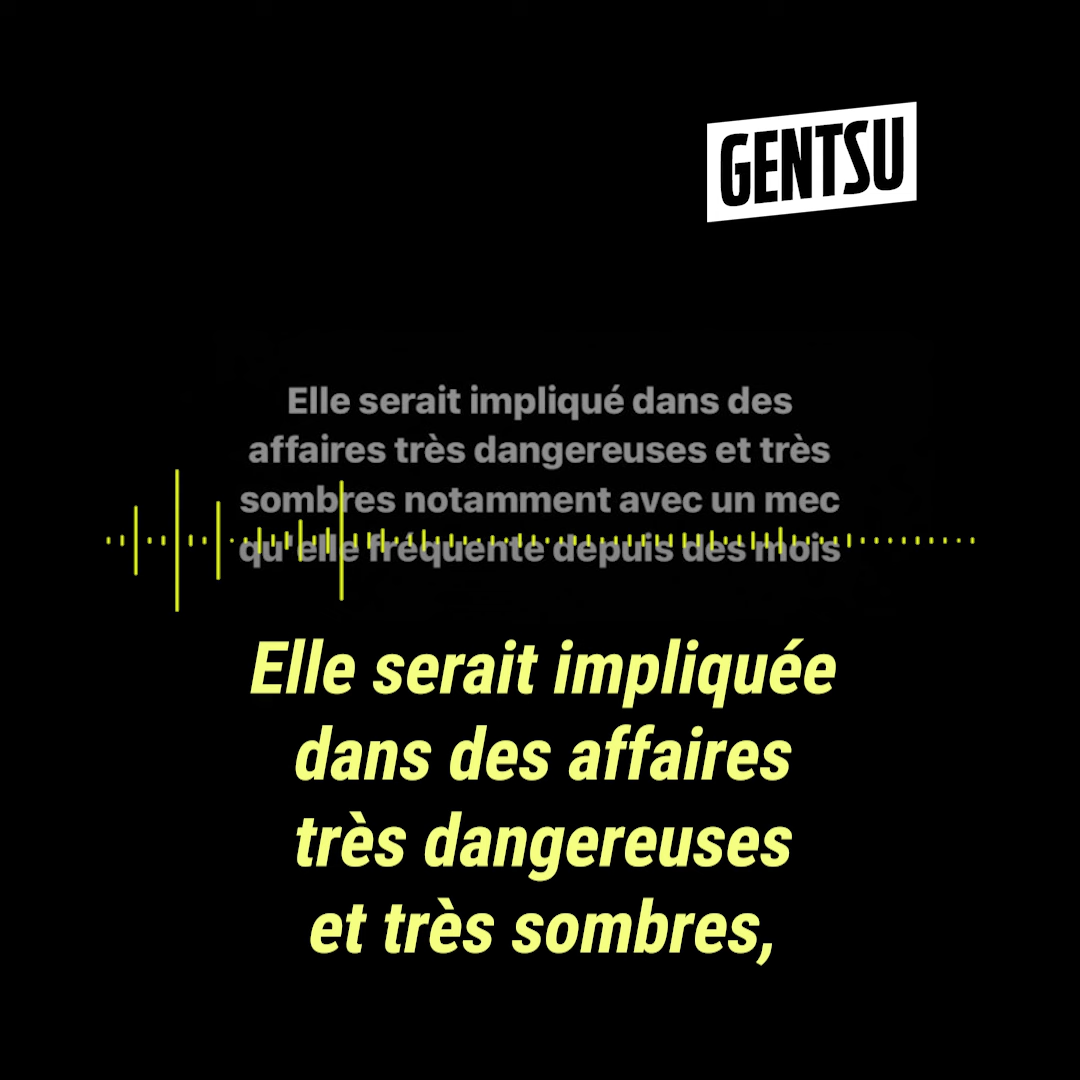 GENTSU
Elle serait impliqué dans des
affaires très dangereuses et très
sombres notamment avec un mec
qu'elle fréquente depuis des mois
Elle serait impliquée
dans des affaires
très dangereuses
et très sombres,